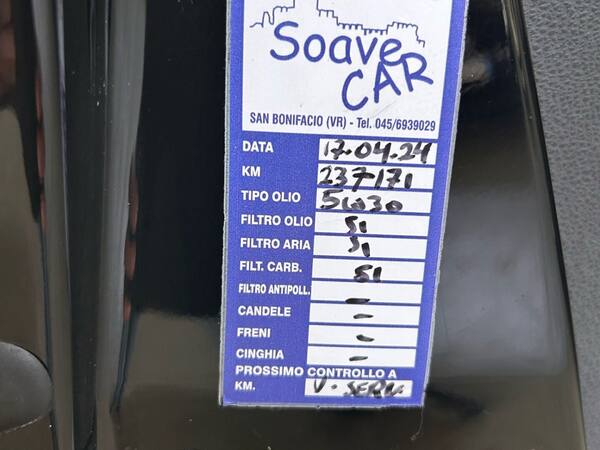 Soave
CAR
SAN BONIFACIO (VR) - Tel. 045/6939029
DATA 17.04.24
KM 237171
TIPO OLIO 5W30
FILTRO OLIO SI
FILTRO ARIA SI
FILT. CARB. SI
FILTRO ANTIPOLL. -
CANDELE -
FRENI -
CINGHIA -
PROSSIMO CONTROLLO A
KM. V. SERV.